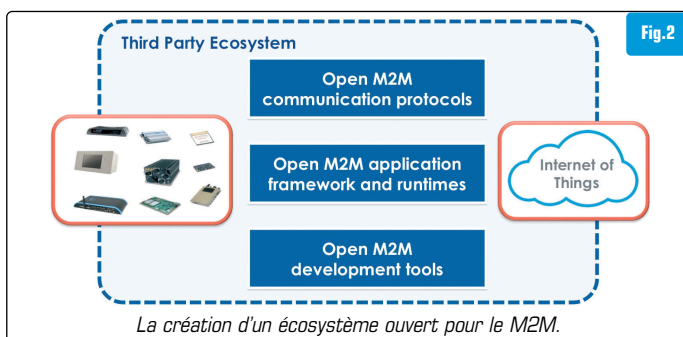 Fig.2
Third Party Ecosystem
Open M2M
communication protocols
Open M2M application
framework and runtimes
Open M2M
development tools
Internet of
Things
La création d'un écosystème ouvert pour le M2M.